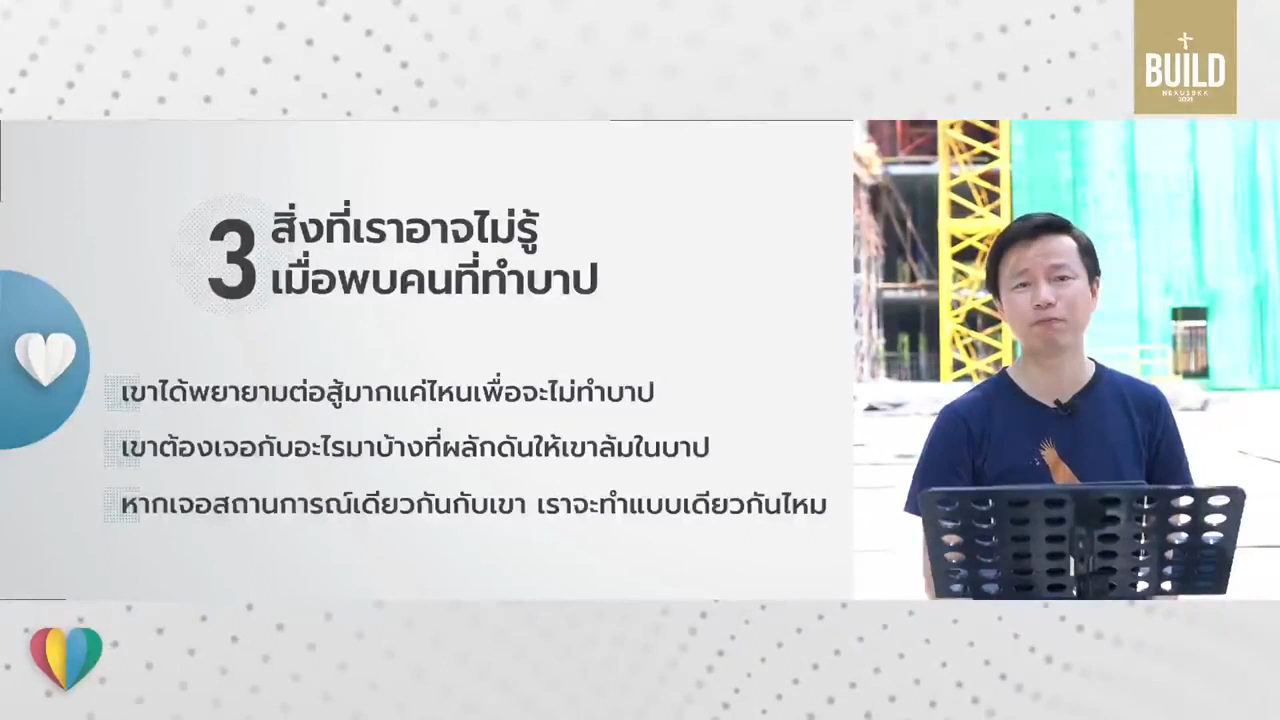 BUILD
NEXUS BKK
2021
3
สิ่งที่เราอาจไม่รู้
เมื่อพบคนที่ทำบาป
เขาได้พยายามต่อสู้มากแค่ไหนเพื่อจะไม่ทำบาป
เขาต้องเจอกับอะไรมาบ้างที่ผลักดันให้เขาล้มในบาป
หากเจอสถานการณ์เดียวกันกับเขา เราจะทำแบบเดียวกันไหม